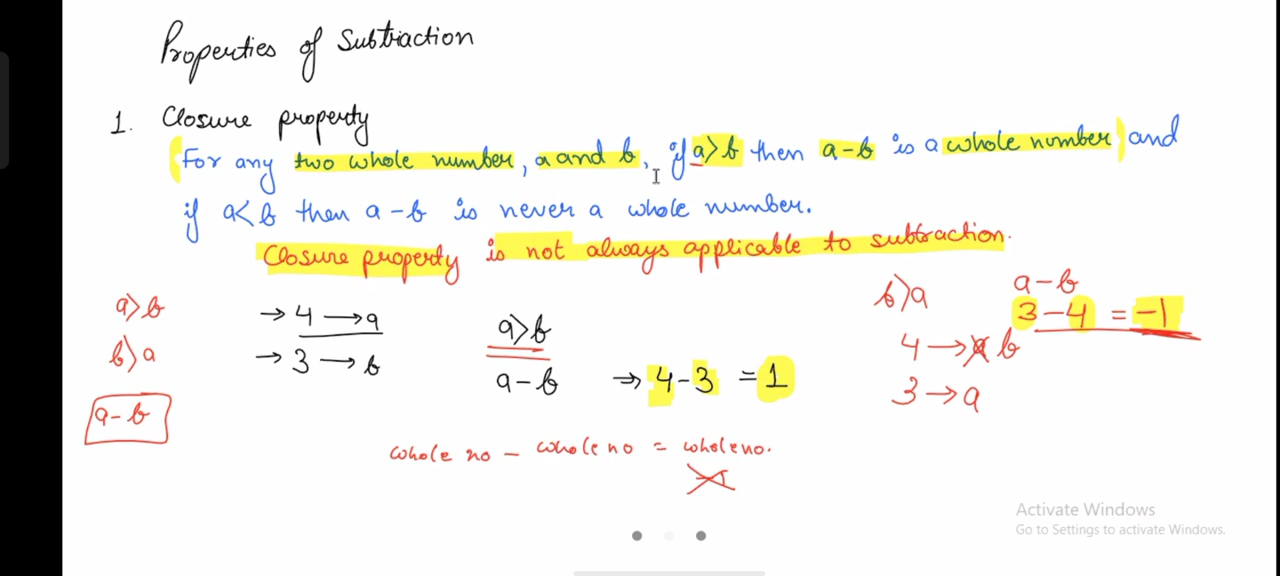 Properties of Subtraction
1. Closure property
(For any two whole number, a and b, if a>b then a-b is a whole number) and
if a<b then a-b is never a whole number.
Closure property is not always applicable to subtraction.
a>b
b>a
a-b
→ 4 → a
→ 3 → b
a>b
a-b → 4-3 = 1
b>a
a-b
3-4 = -1
4 → a b
3 → a
whole no - whole no = whole no.
Activate Windows
Go to Settings to activate Windows.